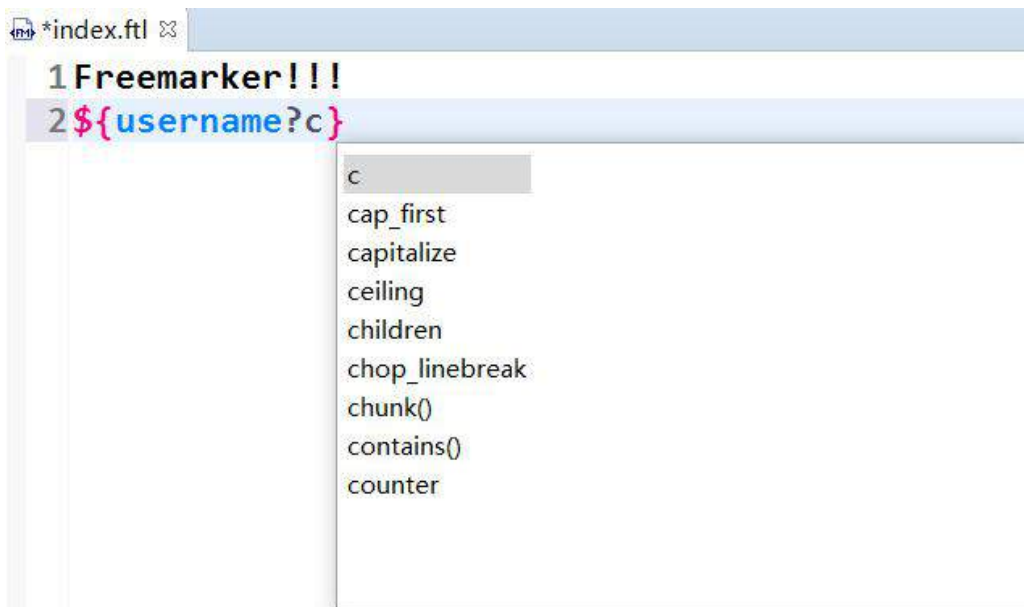 *index.ftl
1 Freemarker!!!
2 ${username?c}
c
cap_first
capitalize
ceiling
children
chop_linebreak
chunk()
contains()
counter